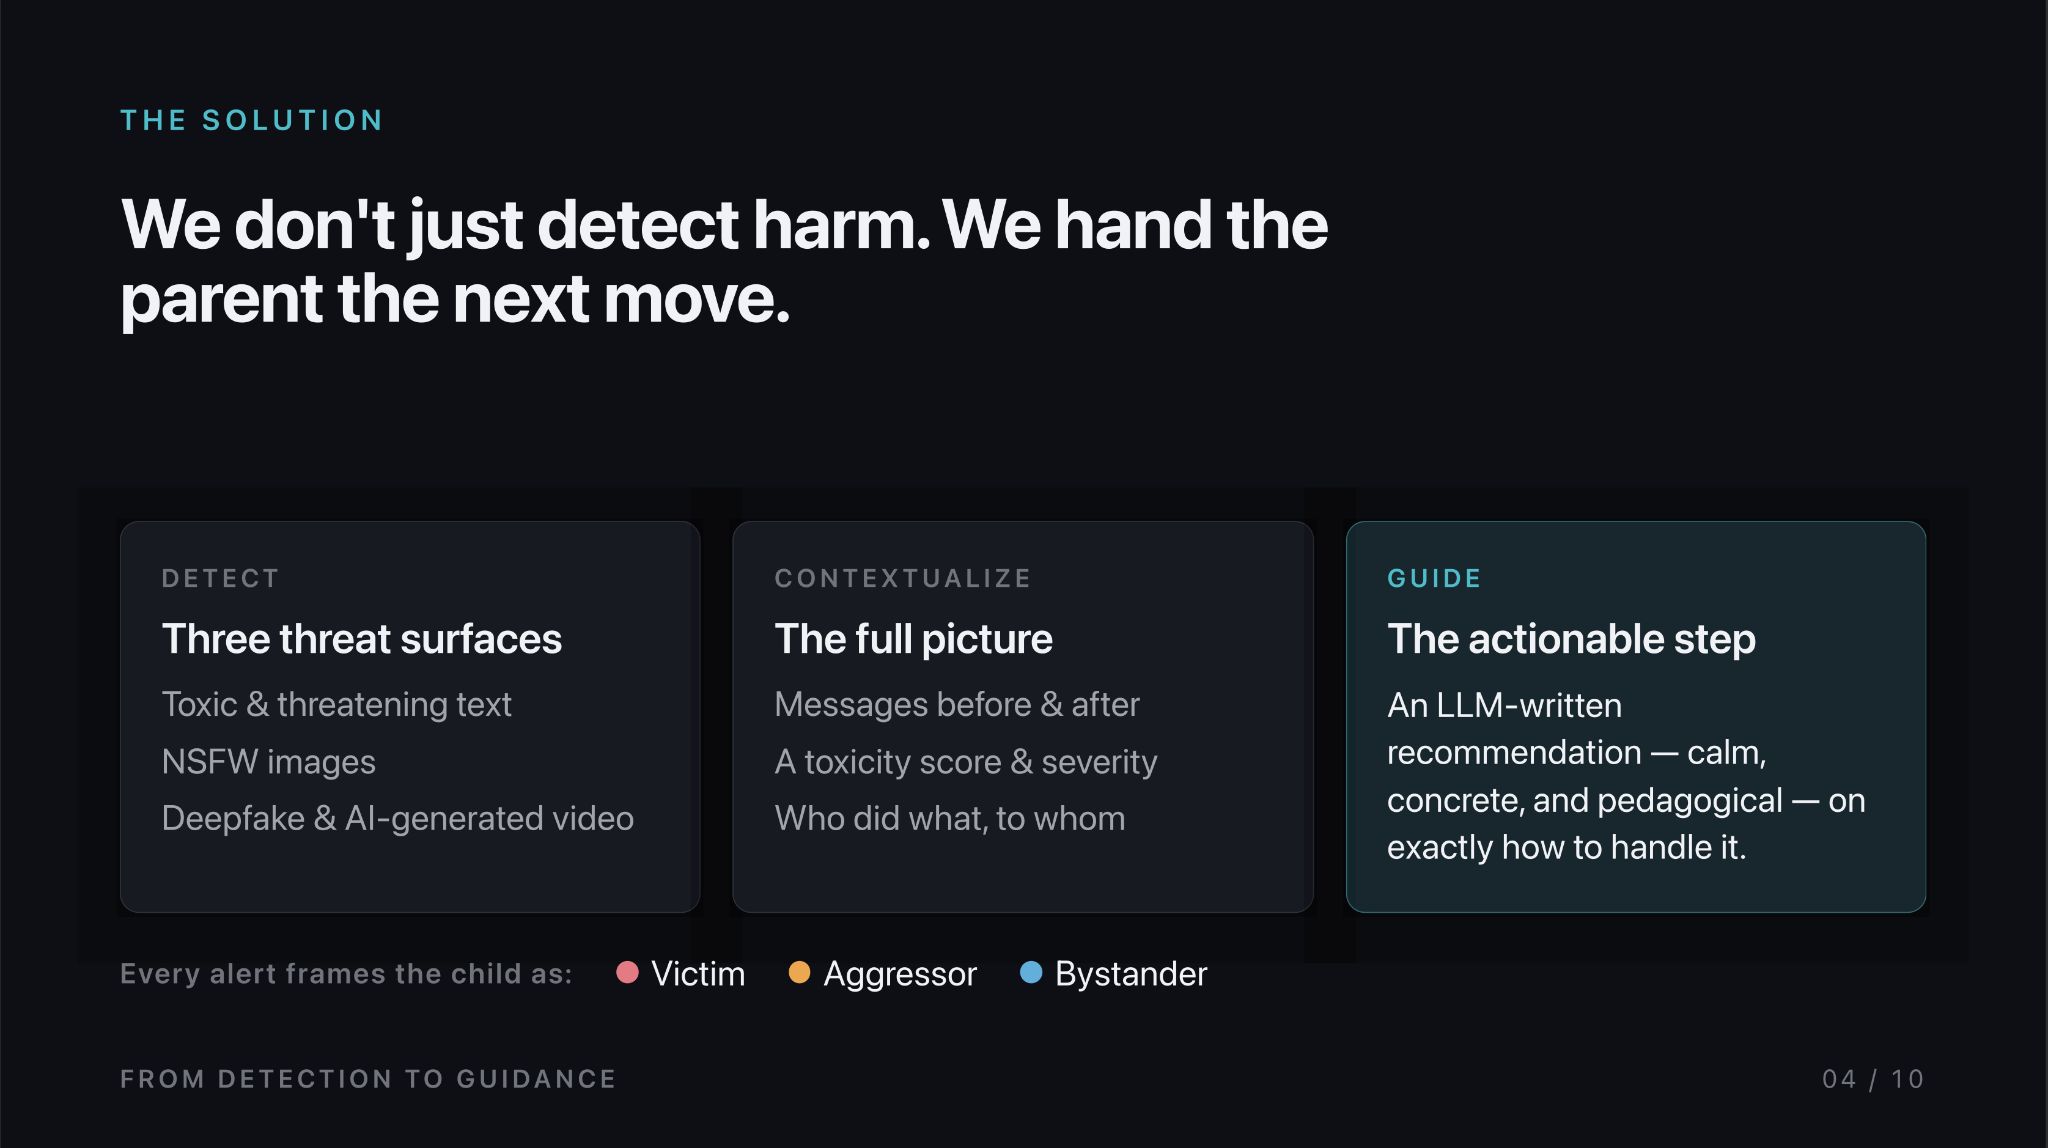 THE SOLUTION
We don't just detect harm. We hand the
parent the next move.
DETECT
Three threat surfaces
Toxic & threatening text
NSFW images
Deepfake & AI-generated video
CONTEXTUALIZE
The full picture
Messages before & after
A toxicity score & severity
Who did what, to whom
GUIDE
The actionable step
An LLM-written
recommendation — calm,
concrete, and pedagogical — on
exactly how to handle it.
Every alert frames the child as: Victim Aggressor Bystander
FROM DETECTION TO GUIDANCE
04 / 10